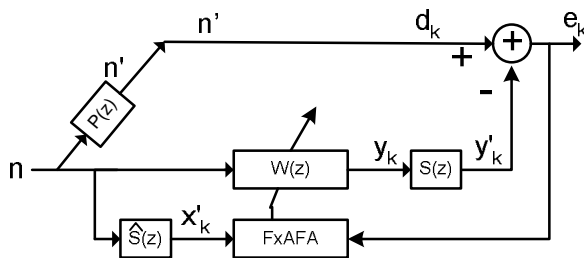 n'
d_k
e_k
+
+
-
n'
P(z)
n
W(z)
y_k
S(z)
y'_k
Ŝ(z)
x'_k
FxAFA